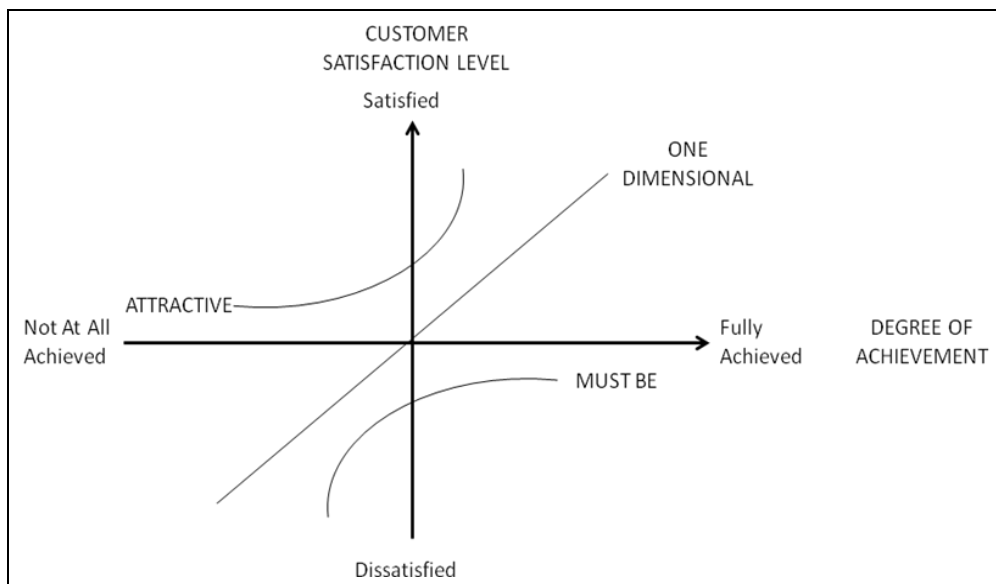 CUSTOMER
SATISFACTION LEVEL
Satisfied
ONE
DIMENSIONAL
ATTRACTIVE
Not At All
Achieved
Fully
Achieved
DEGREE OF
ACHIEVEMENT
MUST BE
Dissatisfied